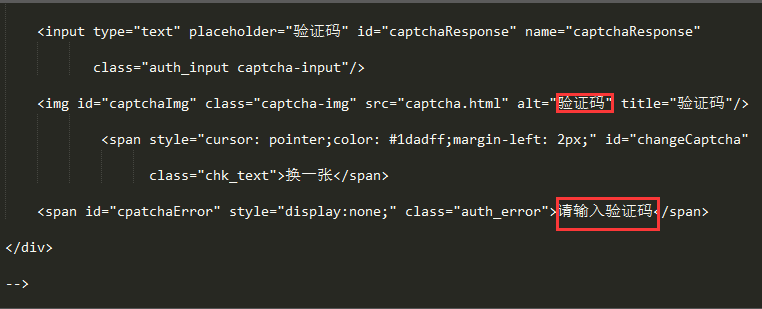 <input type="text" placeholder="验证码" id="captchaResponse" name="captchaResponse"
class="auth_input captcha-input"/>
<img id="captchaImg" class="captcha-img" src="captcha.html" alt="验证码" title="验证码"/>
<span style="cursor: pointer;color: #1dadff;margin-left: 2px;" id="changeCaptcha"
class="chk_text">换一张</span>
<span id="cpatchaError" style="display:none;" class="auth_error">请输入验证码</span>
</div>
-->